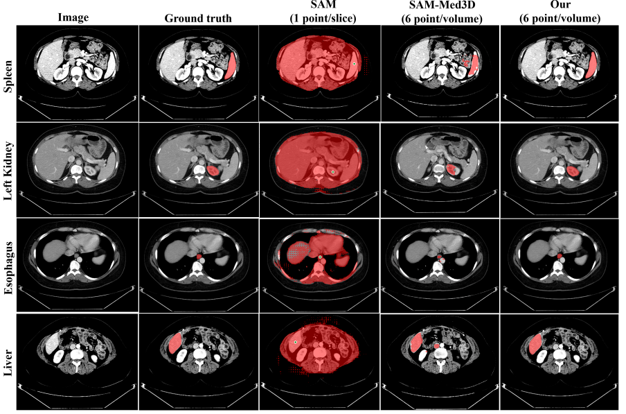 Image
Ground truth
SAM
(1 point/slice)
SAM-Med3D
(6 point/volume)
Our
(6 point/volume)
Spleen
Left Kidney
Esophagus
Liver